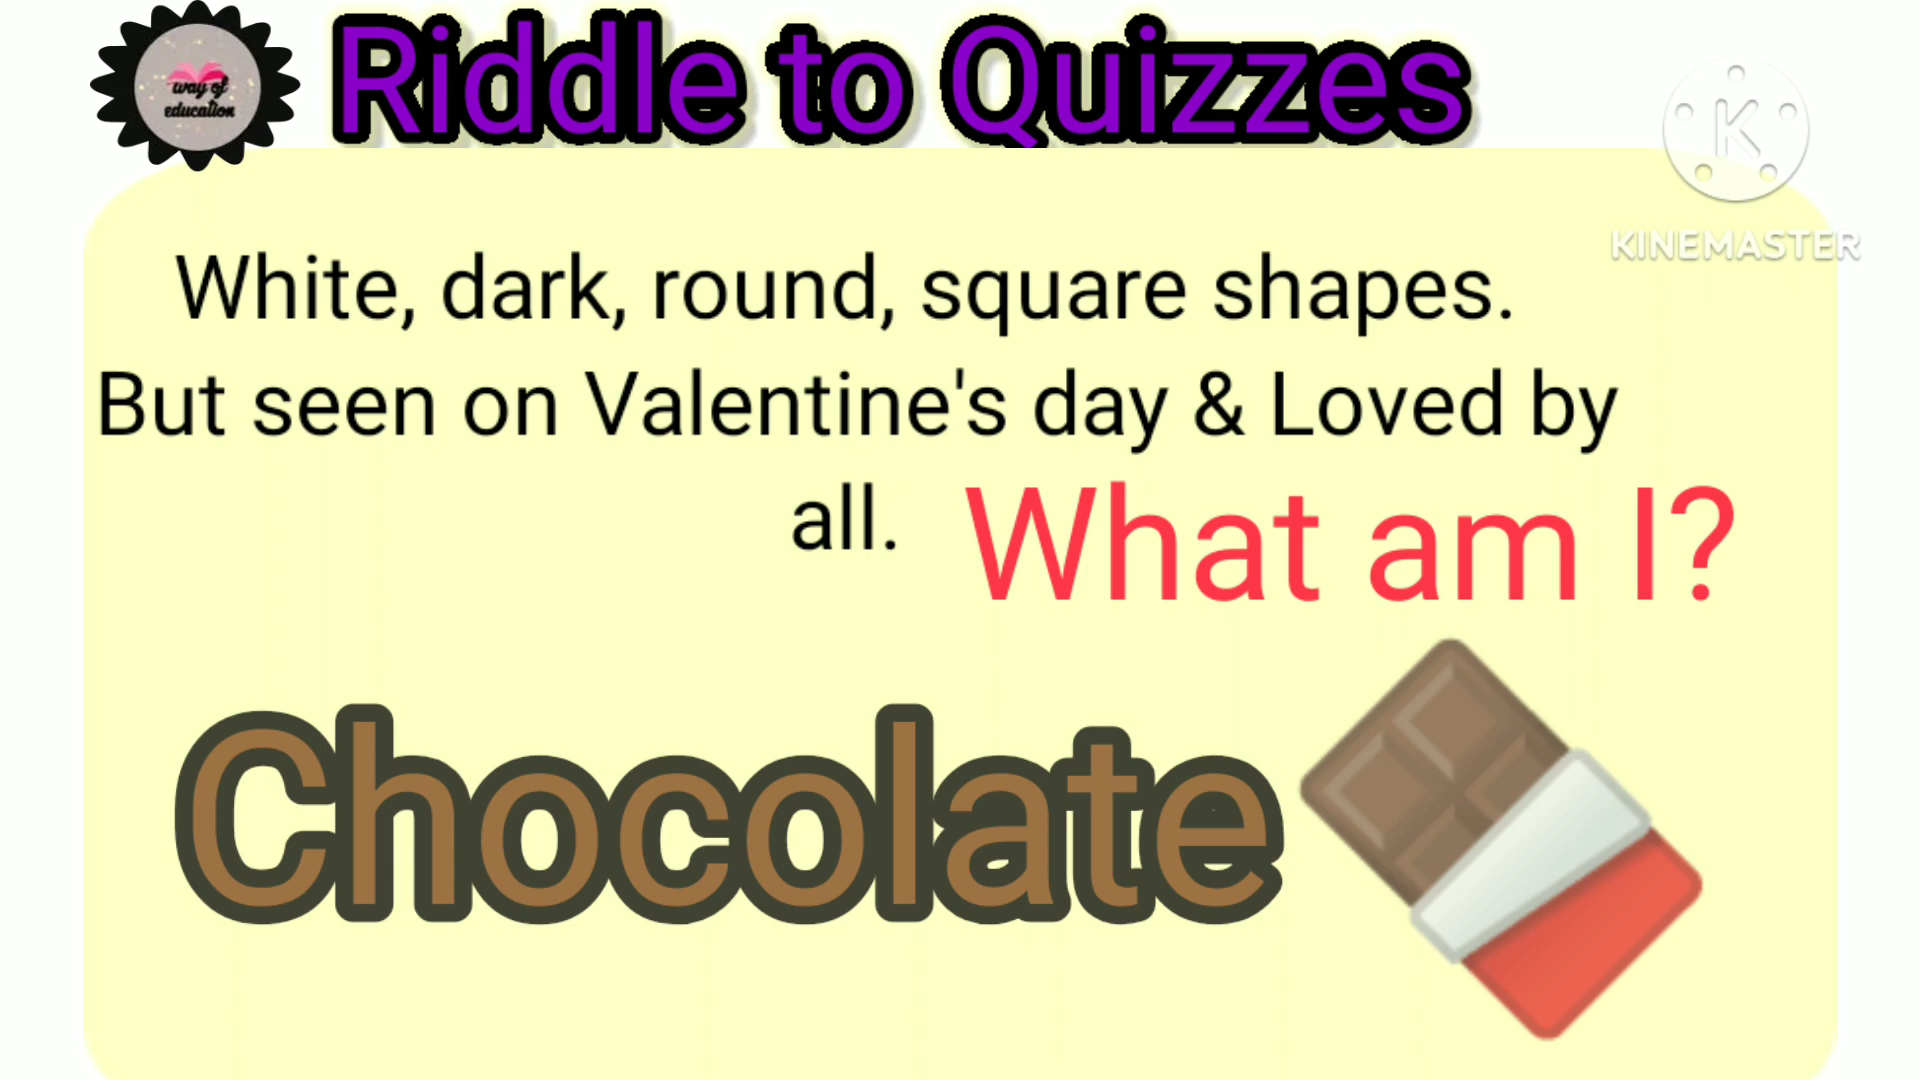 way of
education
Riddle to Quizzes
K
KINEMASTER
White, dark, round, square shapes.
But seen on Valentine's day & Loved by
all.
What am I?
Chocolate